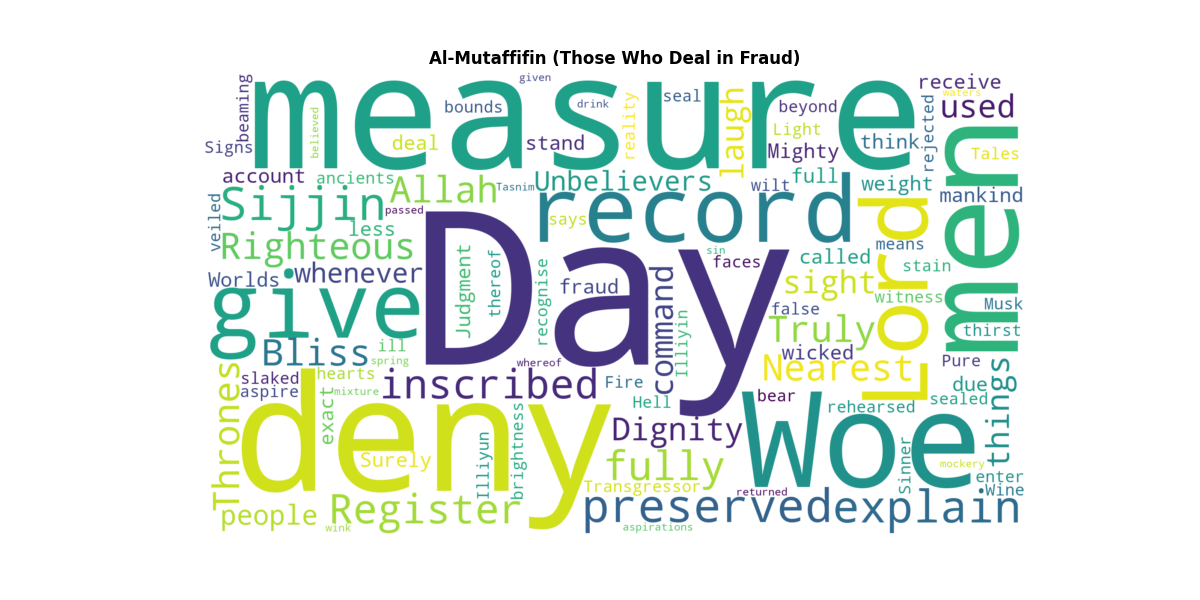 Al-Mutaffifin (Those Who Deal in Fraud)
given
measure
beaming
believed
bounds
drink
seal
reality
laugh
beyond
receive
waters
used
rejected
Signs
deal
stand
Light
Mighty
think
Tales
men
account
ancients
Allah
Tasnim
Unbelievers
wilt
full
weight
mankind
Sijjin
passed
record
says
Lord
veiled
less
Righteous
Day
sin
faces
called
means
stain
Worlds
whenever
Judgment
thereof
recognise
fraud
command
sight
witness
Musk
give
Illiyin
false
Truly
thirst
Bliss
ill
spring
whereof
wicked
Nearest
Pure
slaked
hearts
aspire
mixture
inscribed
Fire
Hell
bear
due
sealed
rehearsed
things
Thrones
deny
exact
Dignity
Woe
Surely
Illiyun
brightness
fully
Sinner
mockery
enter
Transgressor
returned
Wine
people
Register
wink
preserved
explain
aspirations